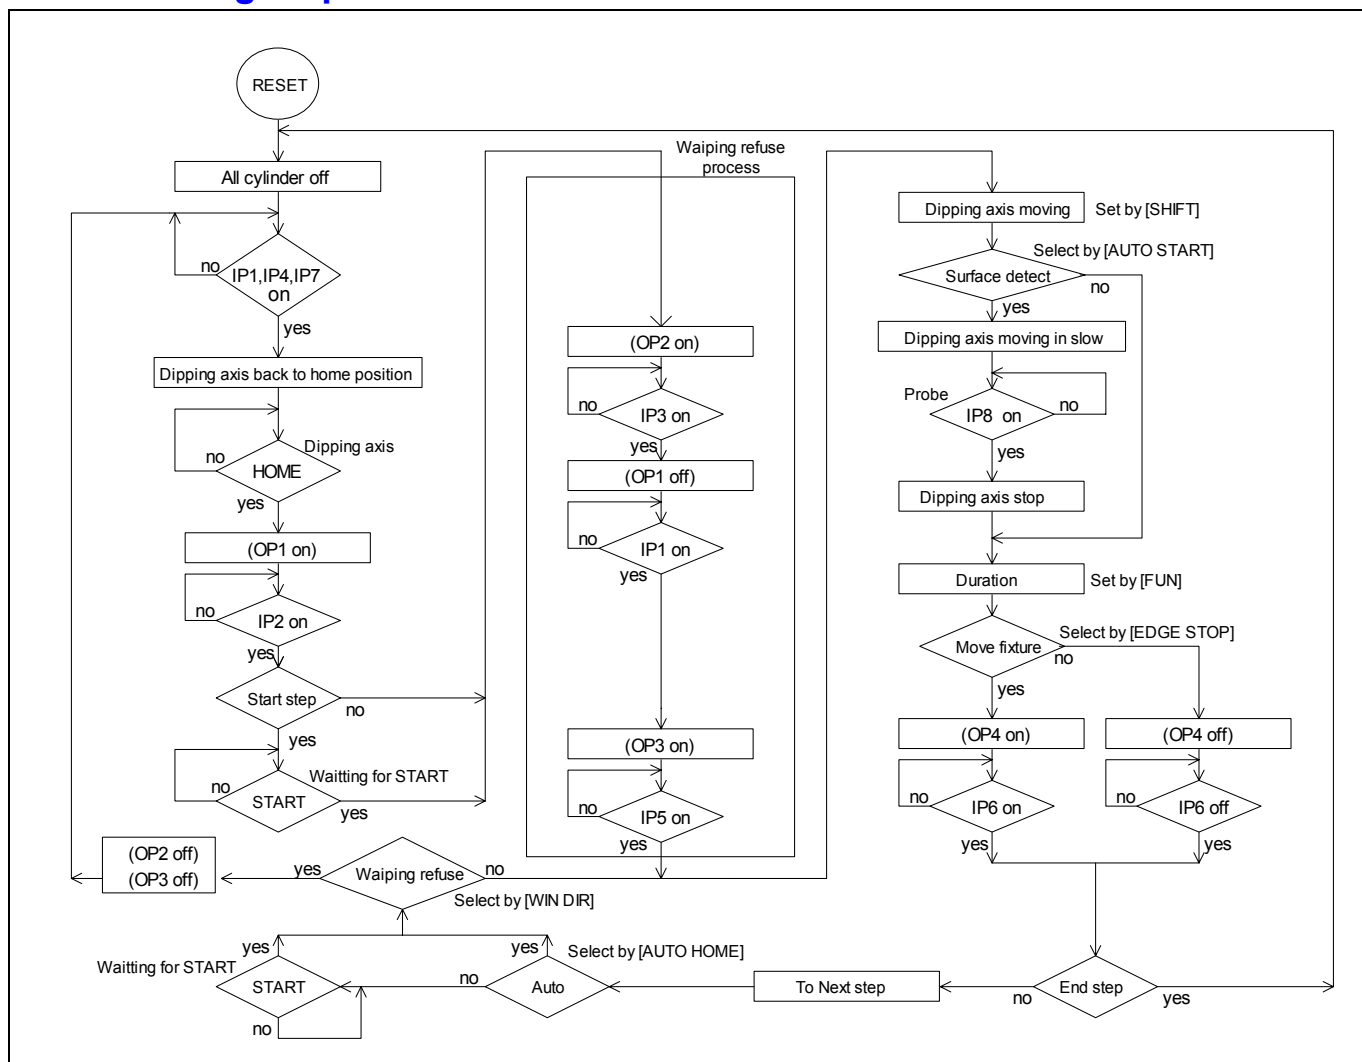 RESET
All cylinder off
no
IP1,IP4,IP7
on
yes
Dipping axis back to home position
Dipping axis
no
HOME
yes
(OP1 on)
no
IP2 on
yes
Start step
no
yes
Waitting for START
no
START
yes
Waiping refuse
process
(OP2 on)
no
IP3 on
yes
(OP1 off)
no
IP1 on
yes
(OP3 on)
no
IP5 on
yes
Dipping axis moving
Set by [SHIFT]
Select by [AUTO START]
Surface detect
no
yes
Dipping axis moving in slow
Probe
IP8 on
no
yes
Dipping axis stop
Duration
Set by [FUN]
Select by [EDGE STOP]
Move fixture
no
yes
(OP4 on)
(OP4 off)
no
IP6 on
no
IP6 off
yes
yes
End step
no
yes
To Next step
Select by [AUTO HOME]
yes
Auto
no
Waitting for START
yes
START
no
Waiping refuse
yes
no
Select by [WIN DIR]
(OP2 off)
(OP3 off)